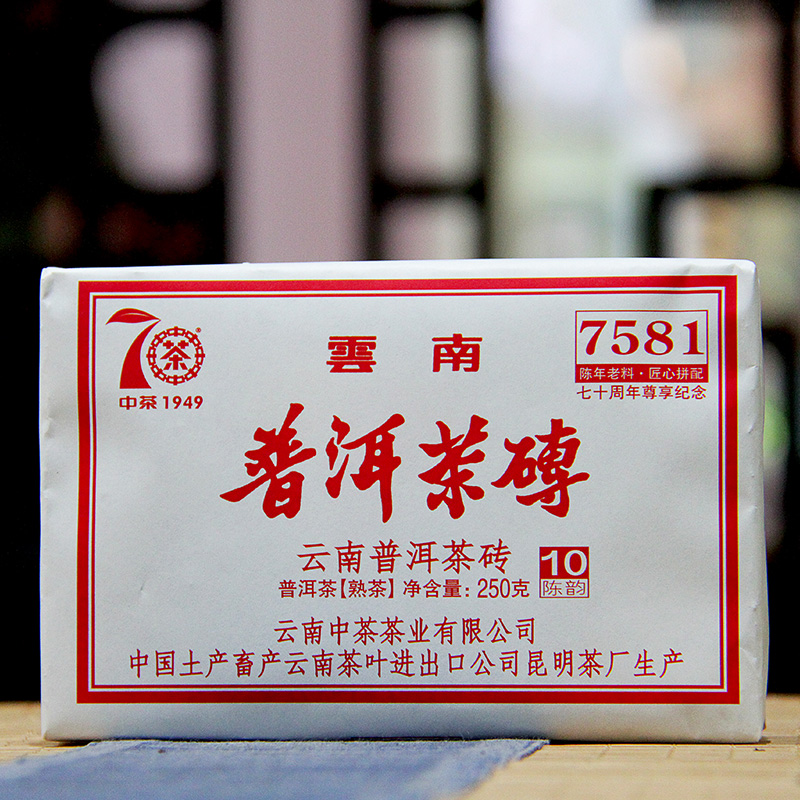 70 茶®
中茶 1949
雲南
7581
陈年老料·匠心拼配
七十周年尊享纪念
普洱茶磚
云南普洱茶砖
10
陈韵
普洱茶【熟茶】 净含量: 250克
云南中茶茶业有限公司
中国土产畜产云南茶叶进出口公司昆明茶厂生产